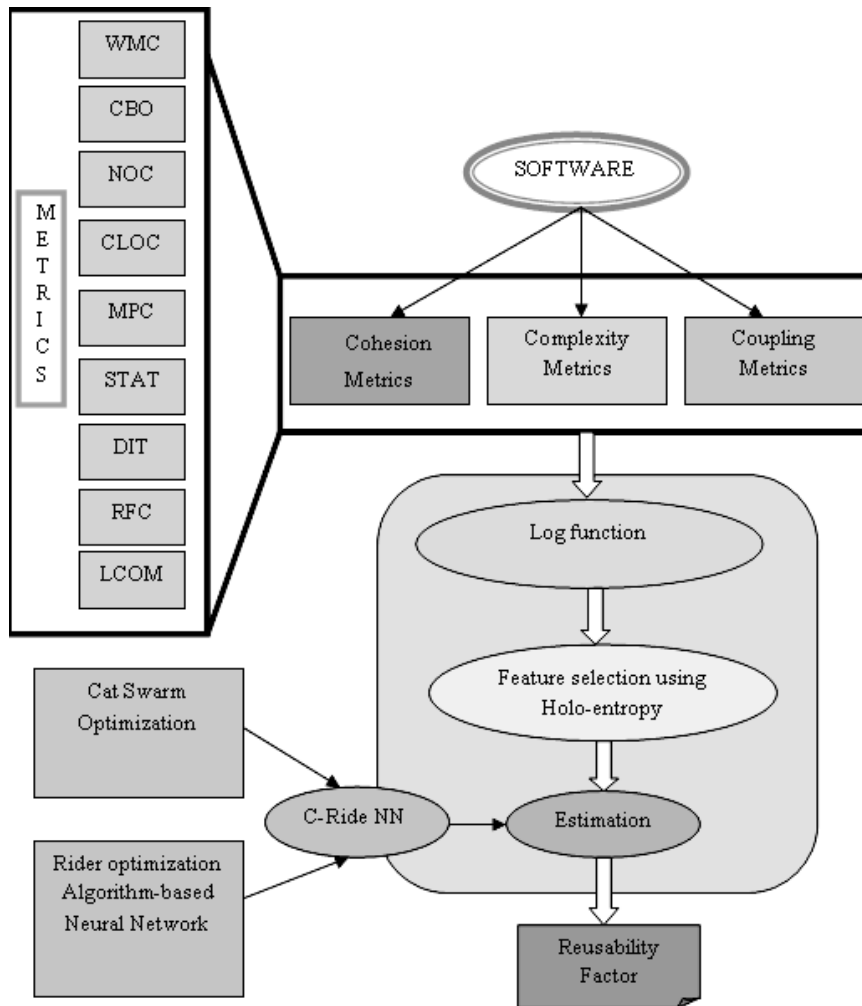 WMC
CBO
NOC
CLOC
MPC
STAT
DIT
RFC
LCOM
METRICS
SOFTWARE
Cohesion
Metrics
Complexity
Metrics
Coupling
Metrics
Log function
Feature selection using
Holo-entropy
Cat Swarm
Optimization
C-Ride NN
Estimation
Rider optimization
Algorithm-based
Neural Network
Reusability
Factor